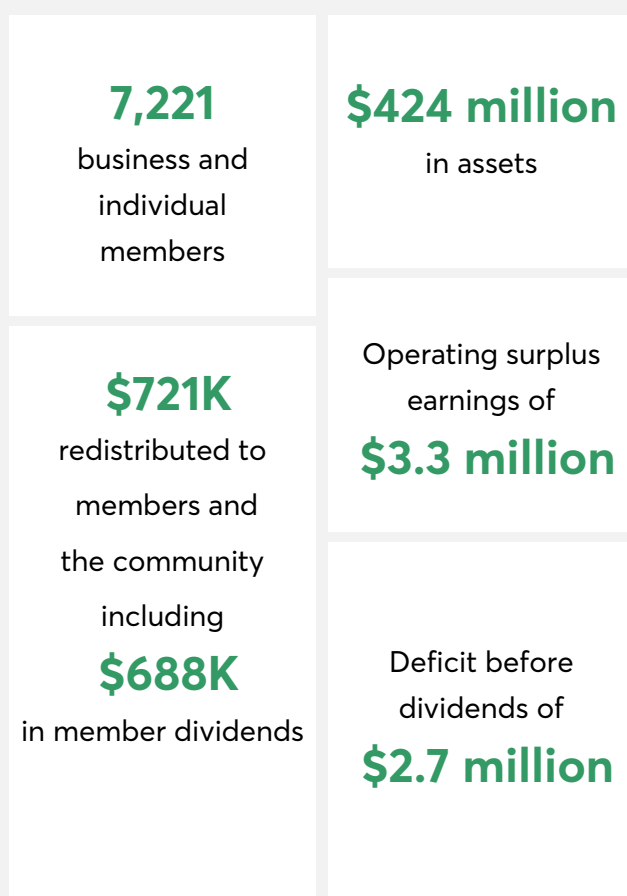 7,221
business and
individual
members
$424 million
in assets
$721K
redistributed to
members and
the community
including
$688K
in member dividends
Operating surplus
earnings of
$3.3 million
Deficit before
dividends of
$2.7 million